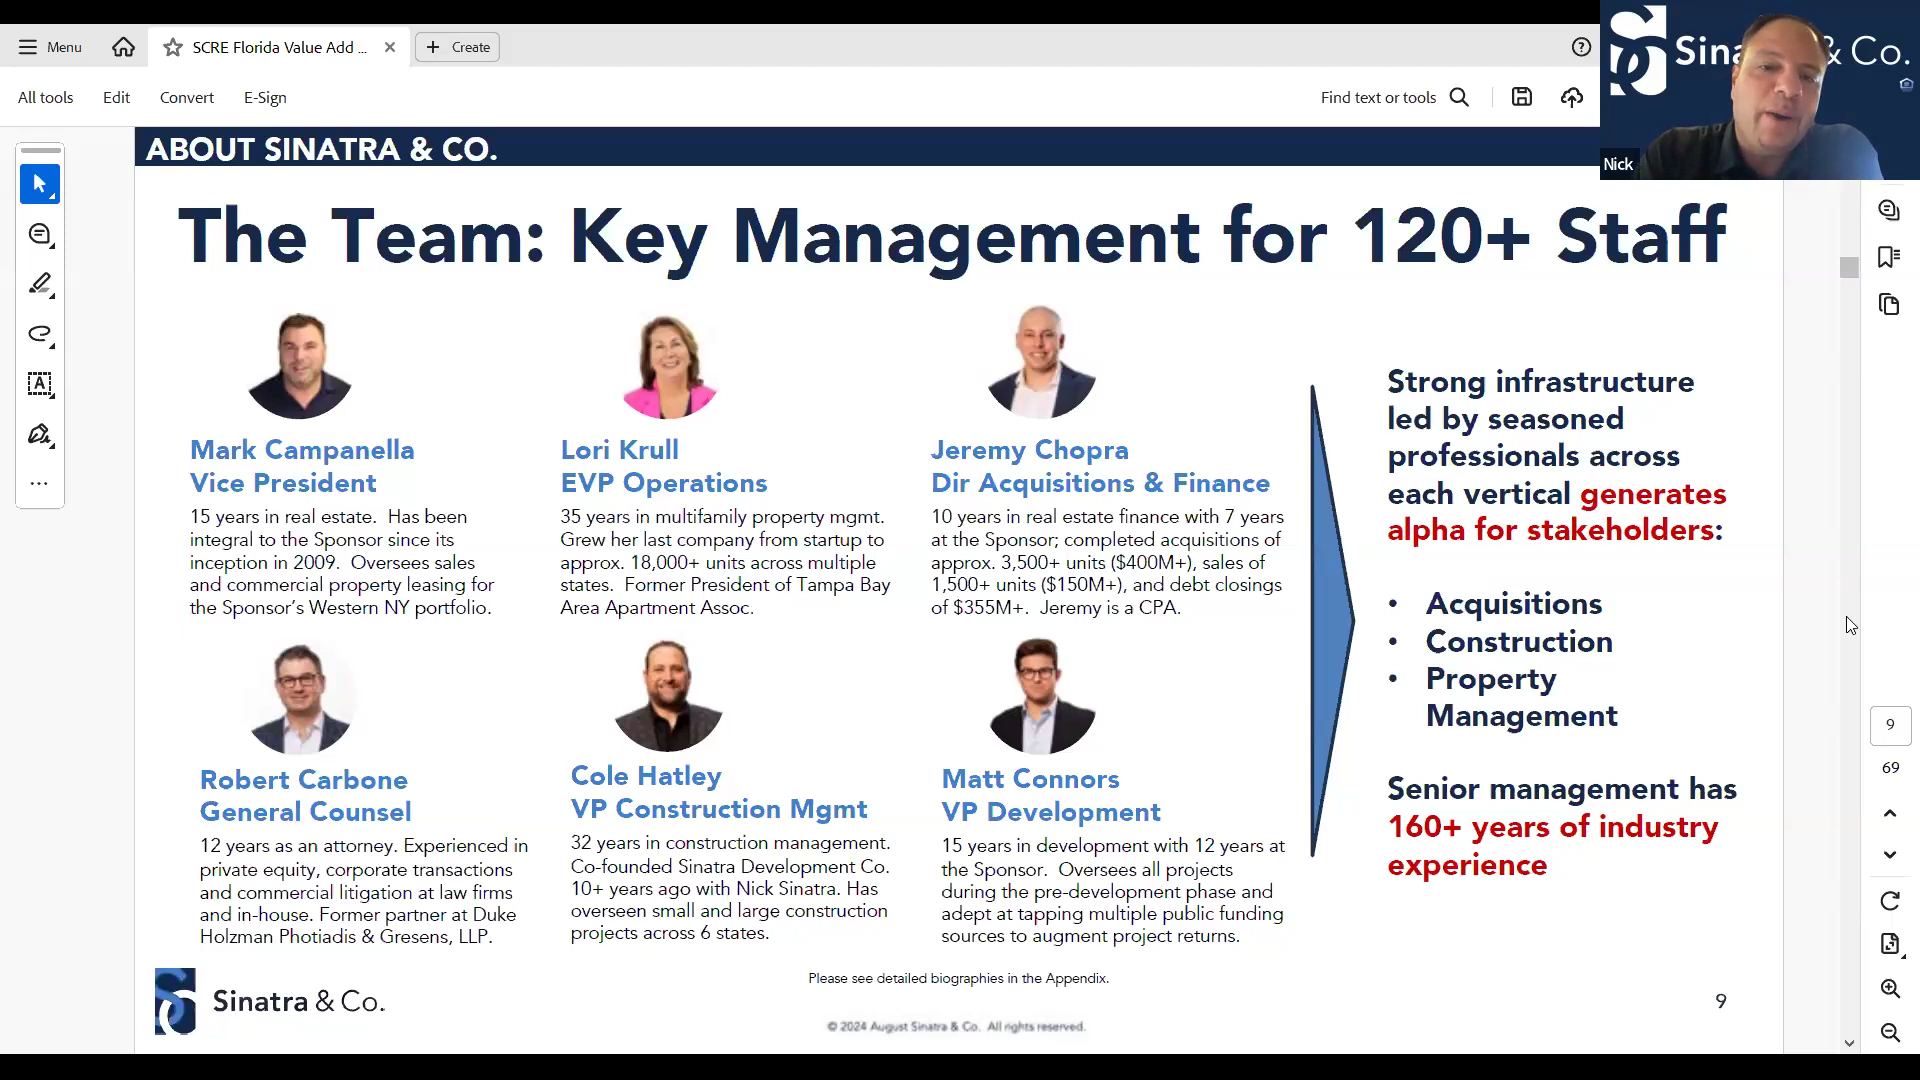 Menu
SCRE Florida Value Add ...
Create
All tools
Edit
Convert
E-Sign
Find text or tools
Sinatra & Co.
Nick
ABOUT SINATRA & CO.
The Team: Key Management for 120+ Staff
Mark Campanella
Vice President
15 years in real estate. Has been
integral to the Sponsor since its
inception in 2009. Oversees sales
and commercial property leasing for
the Sponsor's Western NY portfolio.
Lori Krull
EVP Operations
35 years in multifamily property mgmt.
Grew her last company from startup to
approx. 18,000+ units across multiple
states. Former President of Tampa Bay
Area Apartment Assoc.
Jeremy Chopra
Dir Acquisitions & Finance
10 years in real estate finance with 7 years
at the Sponsor; completed acquisitions of
approx. 3,500+ units ($400M+), sales of
1,500+ units ($150M+), and debt closings
of $355M+. Jeremy is a CPA.
Robert Carbone
General Counsel
12 years as an attorney. Experienced in
private equity, corporate transactions
and commercial litigation at law firms
and in-house. Former partner at Duke
Holzman Photiadis & Gresens, LLP.
Cole Hatley
VP Construction Mgmt
32 years in construction management.
Co-founded Sinatra Development Co.
10+ years ago with Nick Sinatra. Has
overseen small and large construction
projects across 6 states.
Matt Connors
VP Development
15 years in development with 12 years at
the Sponsor. Oversees all projects
during the pre-development phase and
adept at tapping multiple public funding
sources to augment project returns.
Strong infrastructure
led by seasoned
professionals across
each vertical generates
alpha for stakeholders:
• Acquisitions
• Construction
• Property
Management
Senior management has
160+ years of industry
experience
9
69
Please see detailed biographies in the Appendix.
Sinatra & Co.
9
© 2024 August Sinatra & Co. All rights reserved.